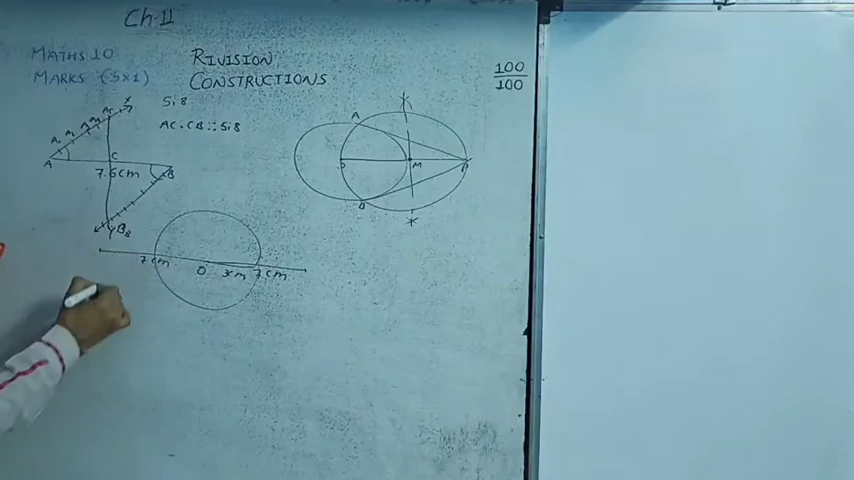 Ch-11
MATHS 10
MARKS (5x1)
RIVISION
CONSTRUCTIONS
100
100
5:8
AC:CB::5:8
A
C
7.6cm
B
B8
Y
A
O
M
P
B
7cm
O
3cm
7cm